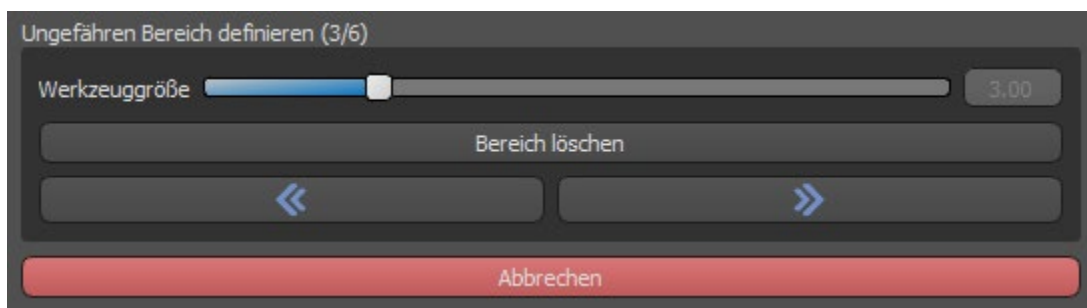 Ungefähren Bereich definieren (3/6)
Werkzeuggröße 3.00
Bereich löschen
Abbrechen